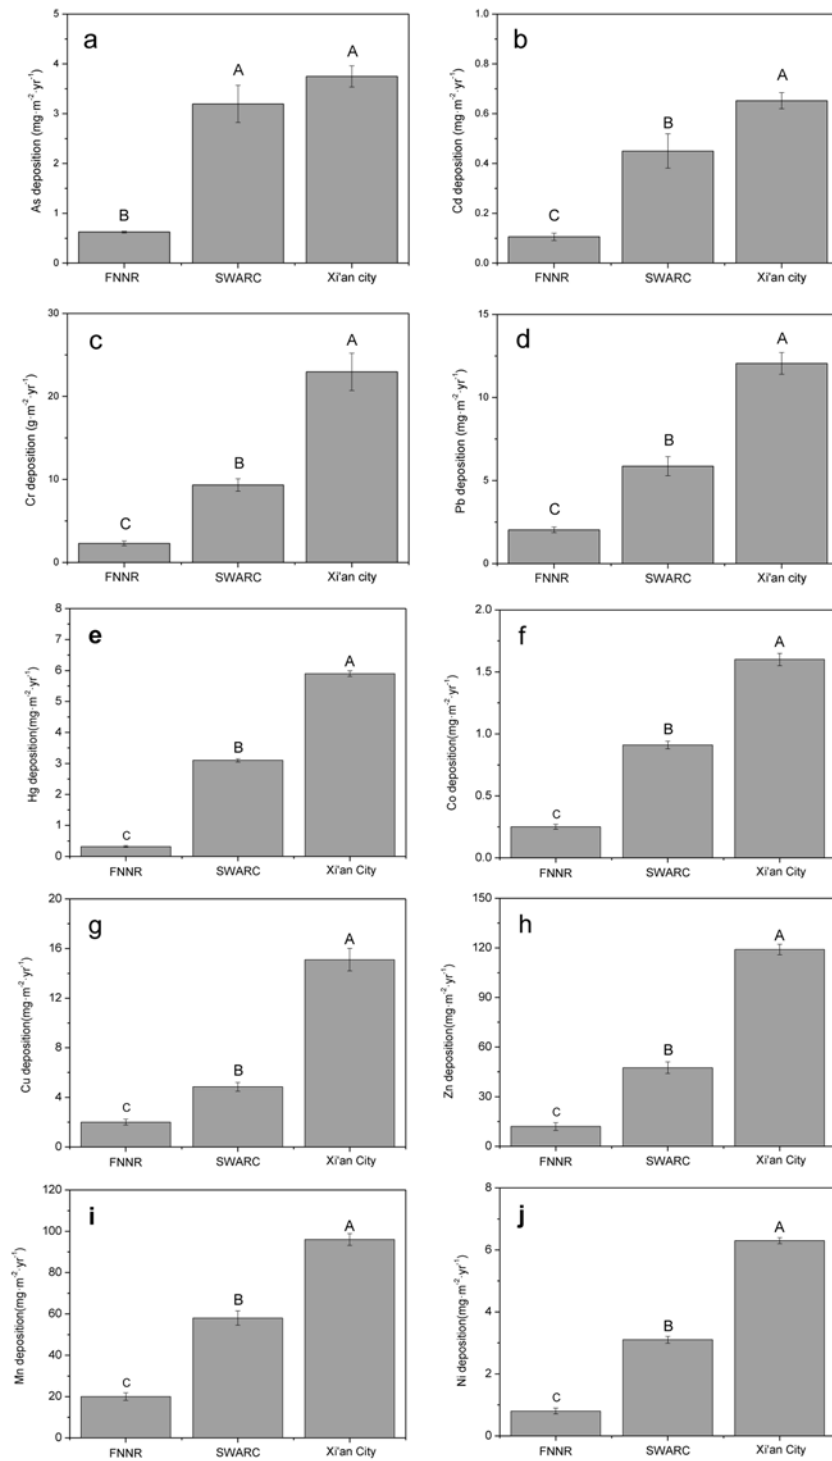 a
A
A
B
As deposition (mg·m⁻²·yr⁻¹)
5
4
3
2
1
0
FNNR SWARC Xi'an city
b
A
B
C
Cd deposition (mg·m⁻²·yr⁻¹)
0.8
0.6
0.4
0.2
0.0
FNNR SWARC Xi'an city
c
A
B
C
Cr deposition (g·m⁻²·yr⁻¹)
30
20
10
0
FNNR SWARC Xi'an city
d
A
B
C
Pb deposition (mg·m⁻²·yr⁻¹)
15
10
5
0
FNNR SWARC Xi'an city
e
A
B
C
Hg deposition(mg·m⁻²·yr⁻¹)
8
7
6
5
4
3
2
1
0
FNNR SWARC Xi'an City
f
A
B
C
Co deposition(mg·m⁻²·yr⁻¹)
2.0
1.5
1.0
0.5
0.0
FNNR SWARC Xi'an City
g
A
B
C
Cu deposition(mg·m⁻²·yr⁻¹)
20
16
12
8
4
0
FNNR SWARC Xi'an City
h
A
B
C
Zn deposition(mg·m⁻²·yr⁻¹)
150
120
90
60
30
0
FNNR SWARC Xi'an City
i
A
B
C
Mn deposition(mg·m⁻²·yr⁻¹)
120
100
80
60
40
20
0
FNNR SWARC Xi'an City
j
A
B
C
Ni deposition(mg·m⁻²·yr⁻¹)
8
6
4
2
0
FNNR SWARC Xi'an City